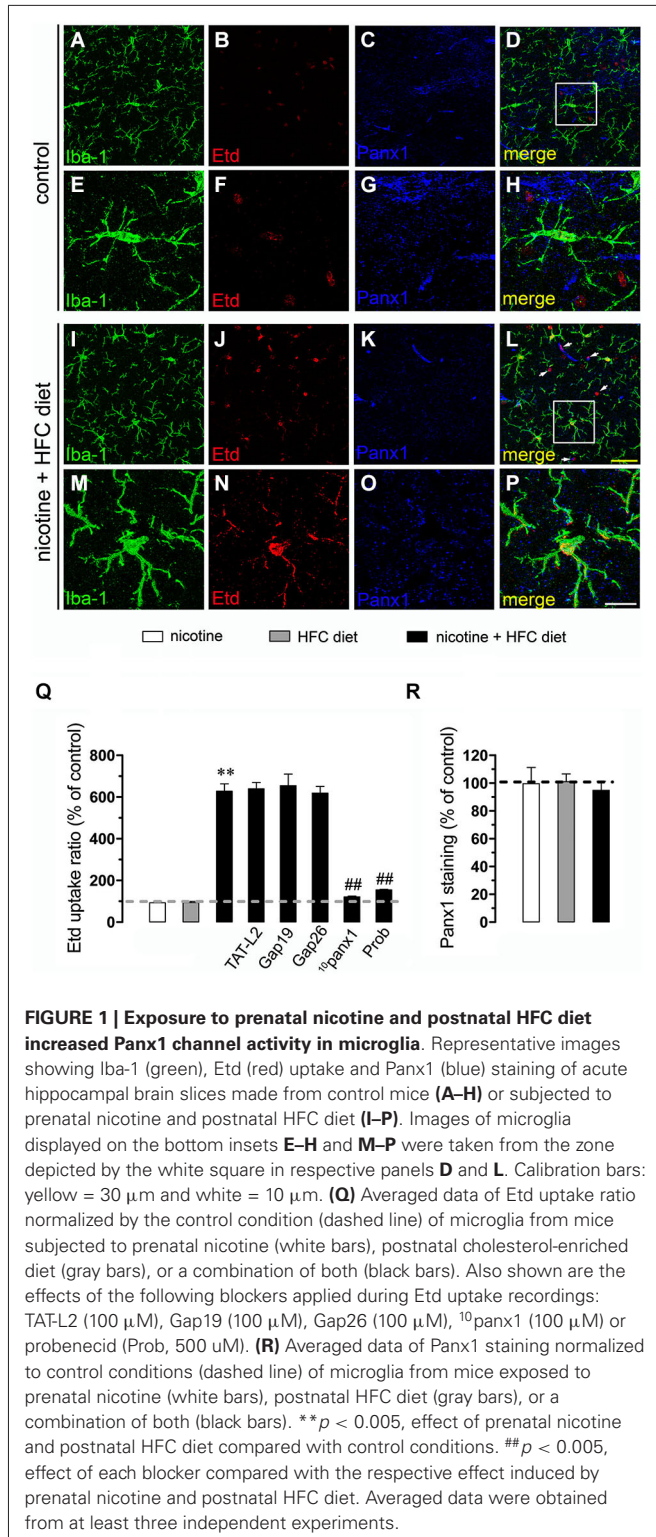 A B C D
control
Iba-1 Etd Panx1 merge
E F G H
Iba-1 Etd Panx1 merge
I J K L
nicotine + HFC diet
Iba-1 Etd Panx1 merge
M N O P
Iba-1 Etd Panx1 merge
nicotine HFC diet nicotine + HFC diet
Q R
Etd uptake ratio (% of control)
800
600
400
200
100
0
**
##
##
TAT-L2
Gap19
Gap26
¹⁰panx1
Prob
Panx1 staining (% of control)
120
100
80
60
40
20
0
FIGURE 1 | Exposure to prenatal nicotine and postnatal HFC diet
increased Panx1 channel activity in microglia. Representative images
showing Iba-1 (green), Etd (red) uptake and Panx1 (blue) staining of acute
hippocampal brain slices made from control mice (A–H) or subjected to
prenatal nicotine and postnatal HFC diet (I–P). Images of microglia
displayed on the bottom insets E–H and M–P were taken from the zone
depicted by the white square in respective panels D and L. Calibration bars:
yellow = 30 μm and white = 10 μm. (Q) Averaged data of Etd uptake ratio
normalized by the control condition (dashed line) of microglia from mice
subjected to prenatal nicotine (white bars), postnatal cholesterol-enriched
diet (gray bars), or a combination of both (black bars). Also shown are the
effects of the following blockers applied during Etd uptake recordings:
TAT-L2 (100 μM), Gap19 (100 μM), Gap26 (100 μM), ¹⁰panx1 (100 μM) or
probenecid (Prob, 500 uM). (R) Averaged data of Panx1 staining normalized
to control conditions (dashed line) of microglia from mice exposed to
prenatal nicotine (white bars), postnatal HFC diet (gray bars), or a
combination of both (black bars). **p < 0.005, effect of prenatal nicotine
and postnatal HFC diet compared with control conditions. ##p < 0.005,
effect of each blocker compared with the respective effect induced by
prenatal nicotine and postnatal HFC diet. Averaged data were obtained
from at least three independent experiments.